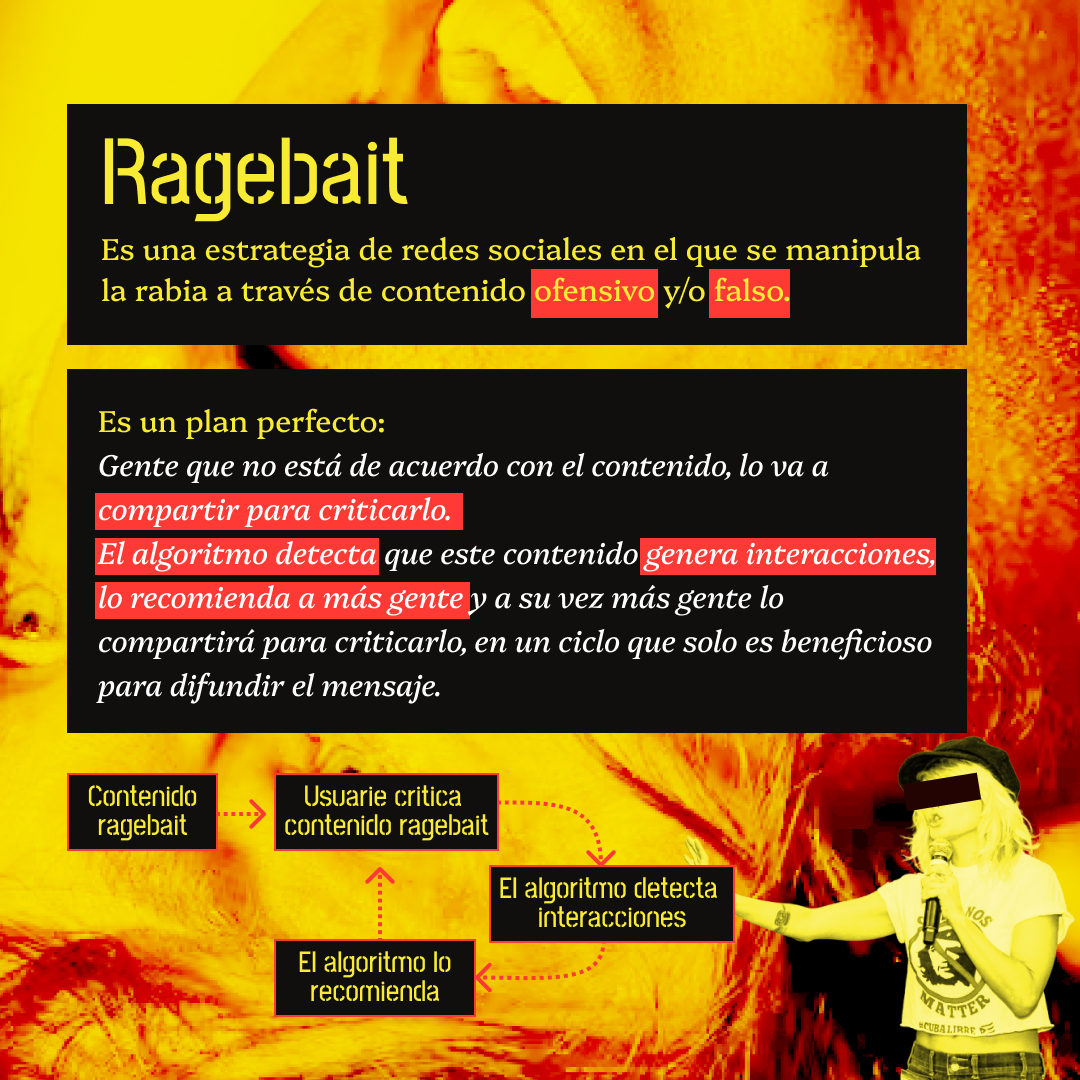 Ragebait
Es una estrategia de redes sociales en el que se manipula
la rabia a través de contenido ofensivo y/o falso.
Es un plan perfecto:
Gente que no está de acuerdo con el contenido, lo va a
compartir para criticarlo.
El algoritmo detecta que este contenido genera interacciones,
lo recomienda a más gente y a su vez más gente lo
compartirá para criticarlo, en un ciclo que solo es beneficioso
para difundir el mensaje.
Contenido
ragebait
Usuarie critica
contenido ragebait
El algoritmo detecta
interacciones
El algoritmo lo
recomienda
NOS
MATTER
#CUBALIBRE